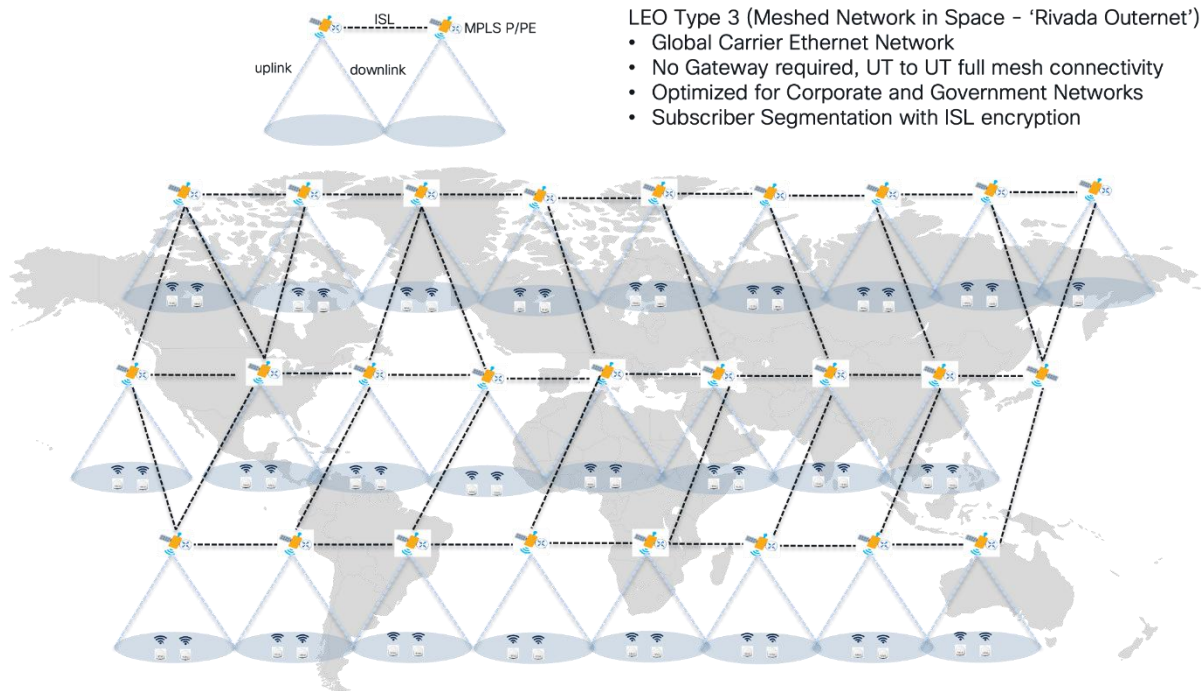 ISL
MPLS P/PE
uplink
downlink
LEO Type 3 (Meshed Network in Space - 'Rivada Outernet')
• Global Carrier Ethernet Network
• No Gateway required, UT to UT full mesh connectivity
• Optimized for Corporate and Government Networks
• Subscriber Segmentation with ISL encryption